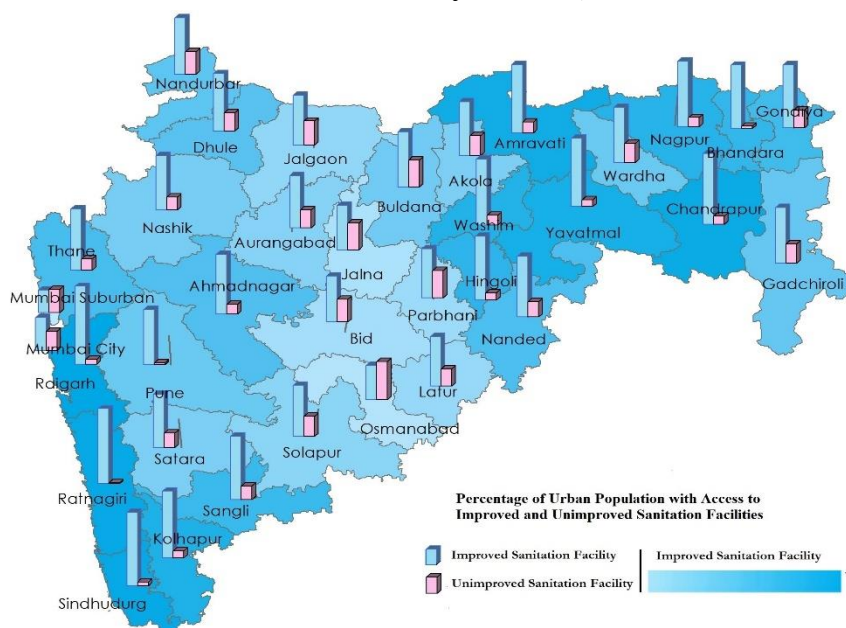 Nandurbar
Dhule
Jalgaon
Buldana
Akola
Amravati
Wardha
Nagpur
Bhandara
Gondiya
Nashik
Aurangabad
Jalna
Washim
Yavatmal
Chandrapur
Gadchiroli
Thane
Mumbai Suburban
Ahmadnagar
Parbhani
Hingoli
Nanded
Mumbai City
Raigarh
Pune
Bid
Latur
Osmanabad
Satara
Solapur
Ratnagiri
Sangli
Kolhapur
Sindhudurg
Percentage of Urban Population with Access to
Improved and Unimproved Sanitation Facilities
Improved Sanitation Facility
Unimproved Sanitation Facility
Improved Sanitation Facility